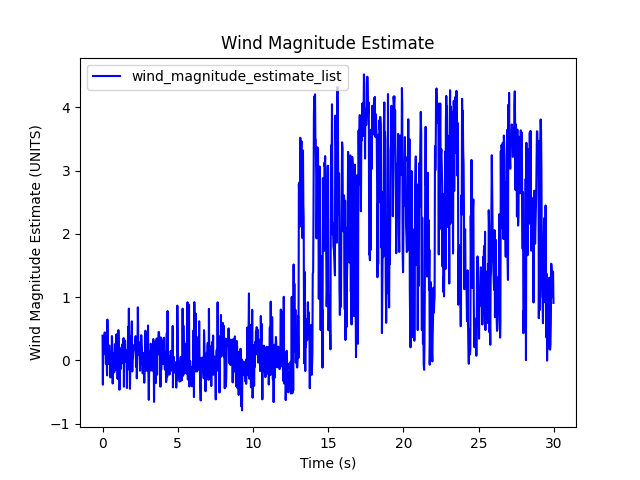 Wind Magnitude Estimate
wind_magnitude_estimate_list
Wind Magnitude Estimate (UNITS)
4
3
2
1
0
−1
0 5 10 15 20 25 30
Time (s)